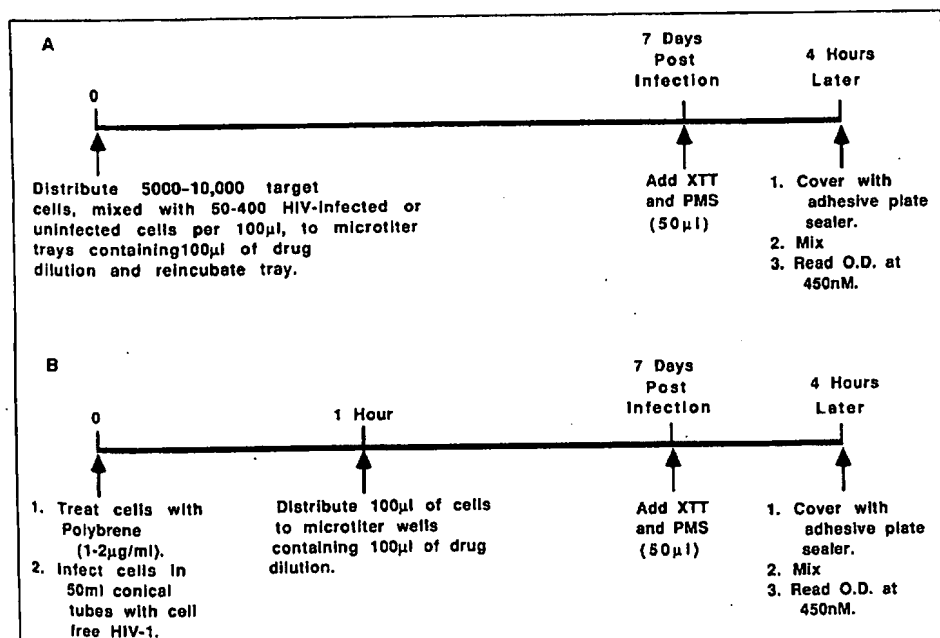 A
7 Days
Post
Infection
4 Hours
Later
0
Distribute 5000-10,000 target
cells, mixed with 50-400 HIV-infected or
uninfected cells per 100µl, to microtiter
trays containing100µl of drug
dilution and reincubate tray.
Add XTT
and PMS
(50µl)
1. Cover with
adhesive plate
sealer.
2. Mix
3. Read O.D. at
450nM.
B
7 Days
Post
Infection
4 Hours
Later
0
1 Hour
1. Treat cells with
Polybrene
(1-2µg/ml).
2. Infect cells in
50ml conical
tubes with cell
free HIV-1.
Distribute 100µl of cells
to microtiter wells
containing 100µl of drug
dilution.
Add XTT
and PMS
(50µl)
1. Cover with
adhesive plate
sealer.
2. Mix
3. Read O.D. at
450nM.